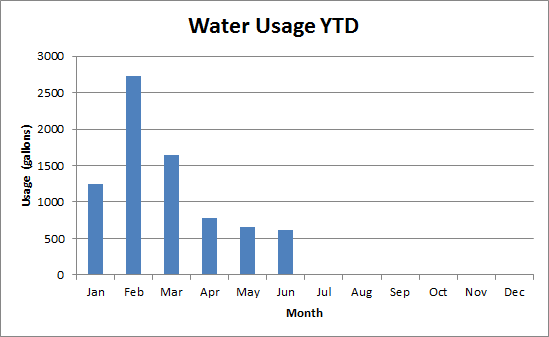 Water Usage YTD
3000
2500
2000
1500
1000
500
0
Usage (gallons)
Jan Feb Mar Apr May Jun Jul Aug Sep Oct Nov Dec
Month